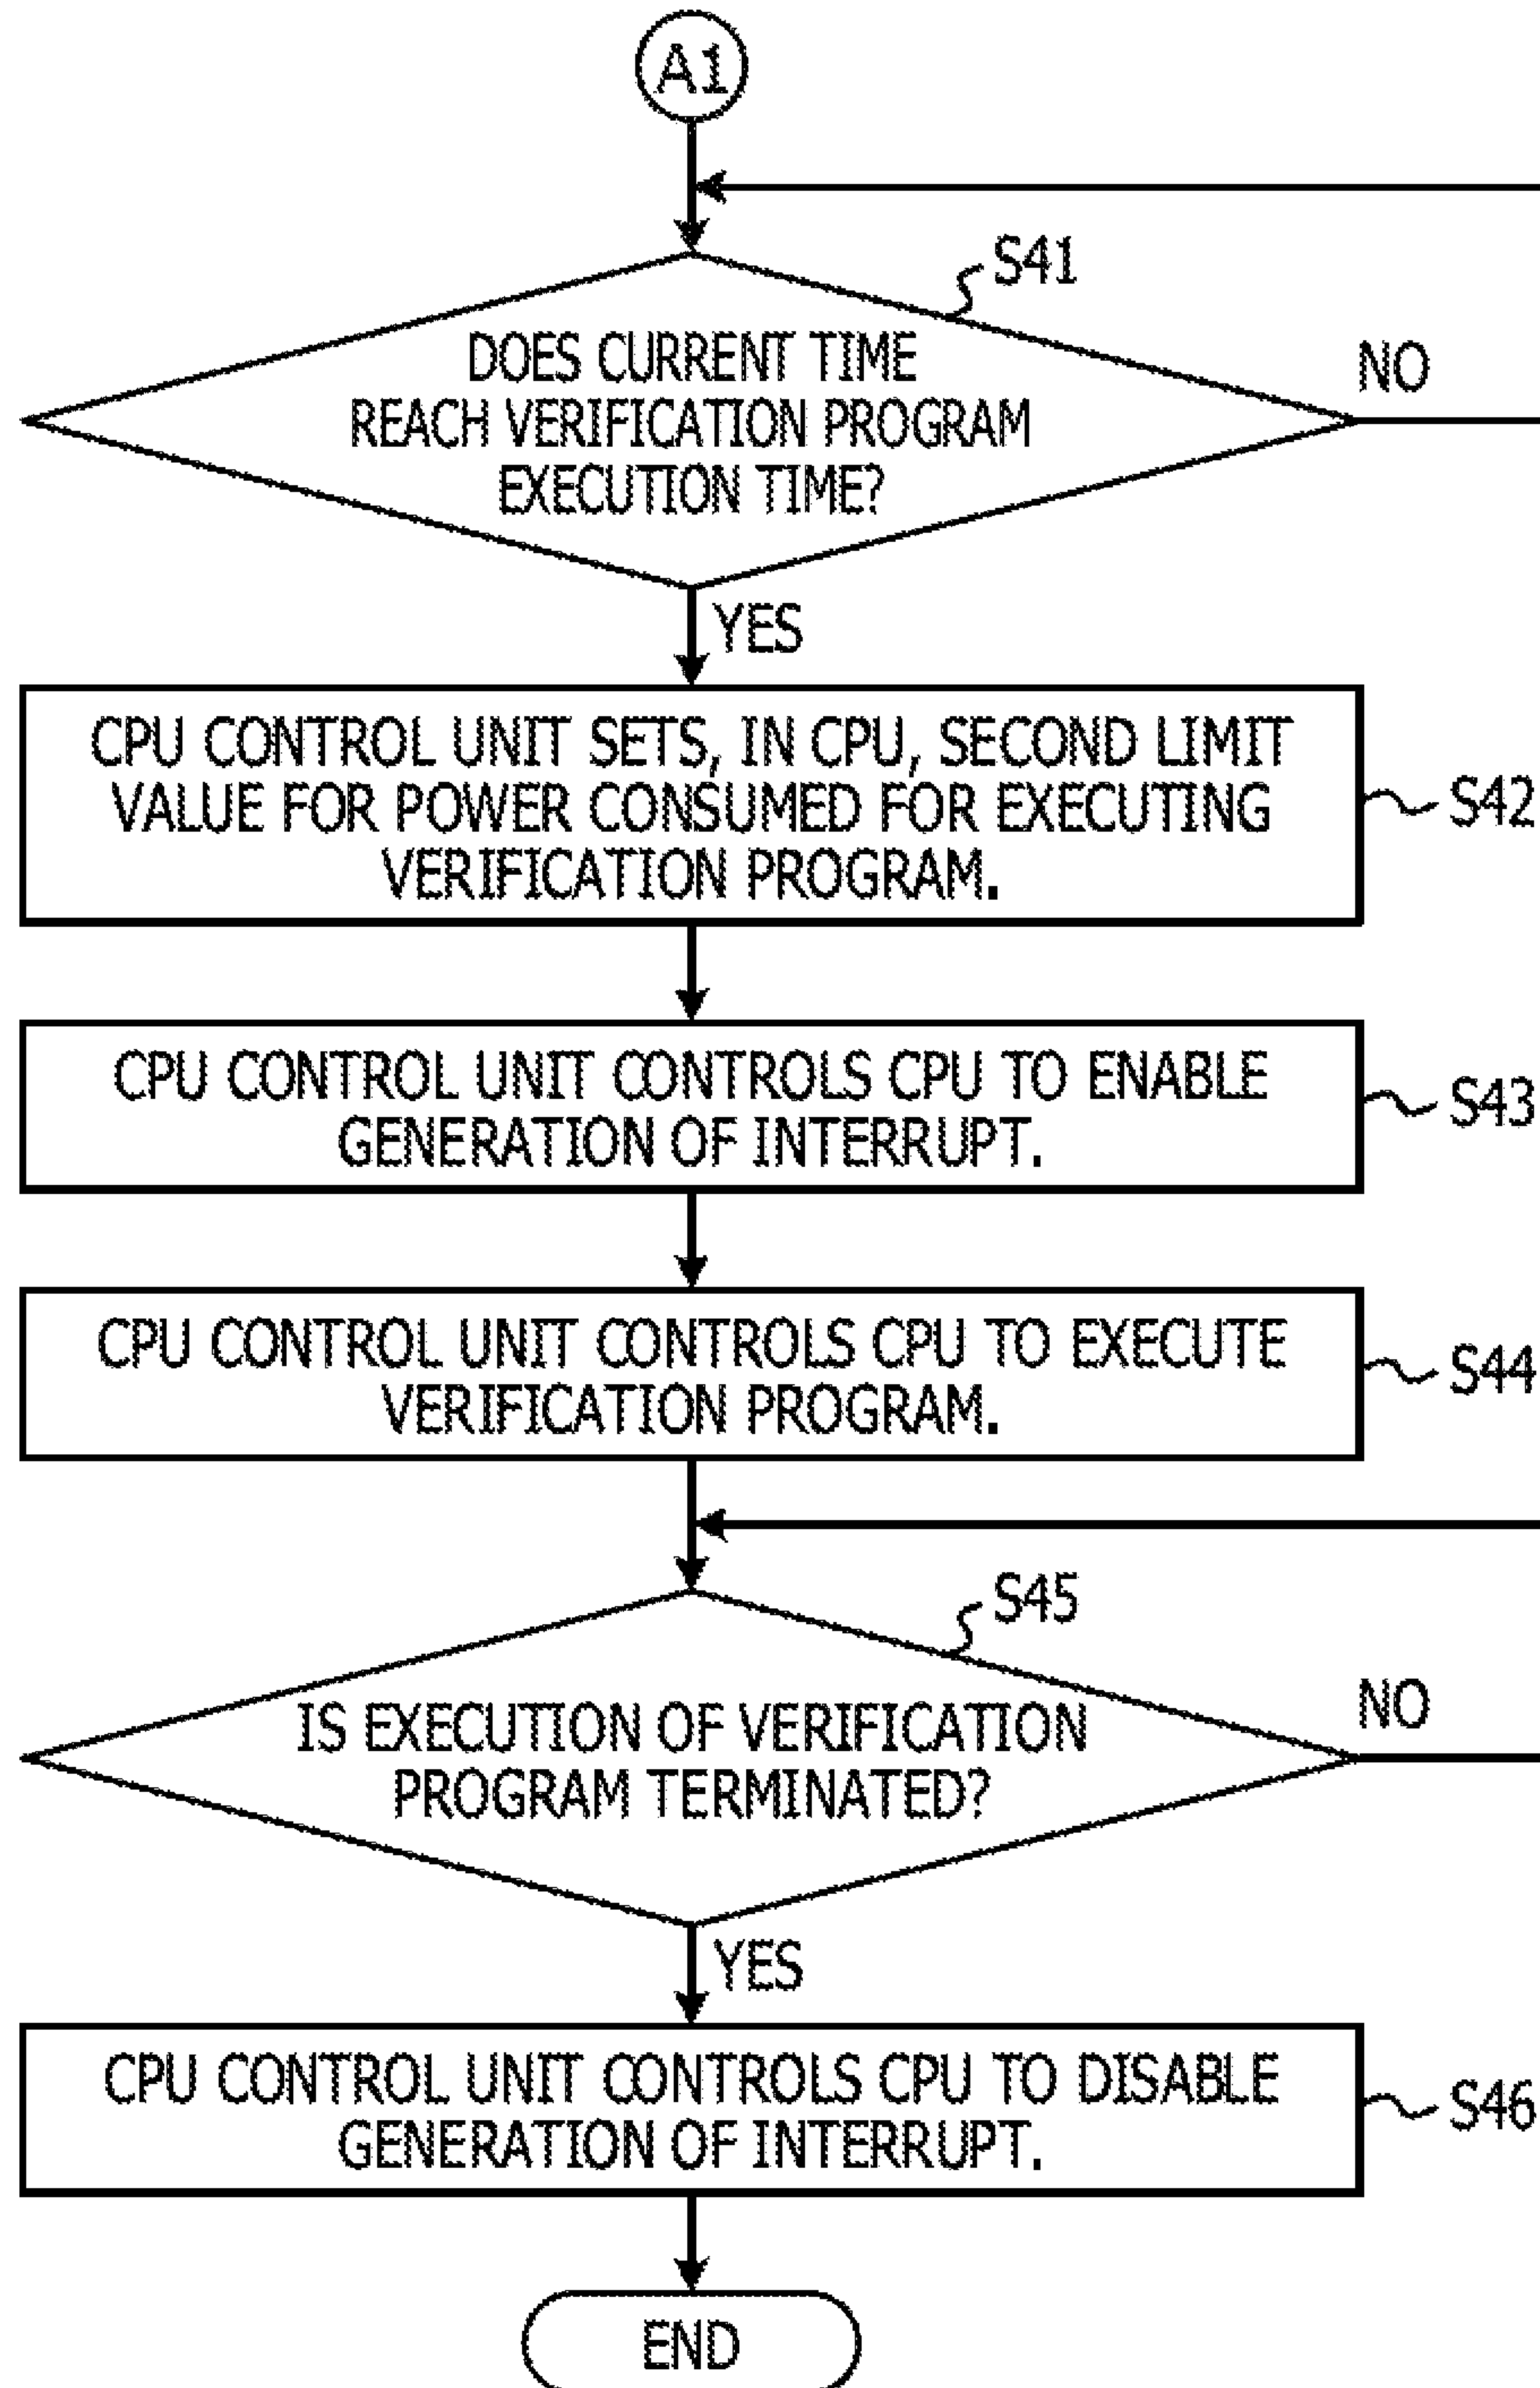 A1
S41
DOES CURRENT TIME
REACH VERIFICATION PROGRAM
EXECUTION TIME?
NO
YES
CPU CONTROL UNIT SETS, IN CPU, SECOND LIMIT
VALUE FOR POWER CONSUMED FOR EXECUTING
VERIFICATION PROGRAM.
S42
CPU CONTROL UNIT CONTROLS CPU TO ENABLE
GENERATION OF INTERRUPT.
S43
CPU CONTROL UNIT CONTROLS CPU TO EXECUTE
VERIFICATION PROGRAM.
S44
S45
IS EXECUTION OF VERIFICATION
PROGRAM TERMINATED?
NO
YES
CPU CONTROL UNIT CONTROLS CPU TO DISABLE
GENERATION OF INTERRUPT.
S46
END